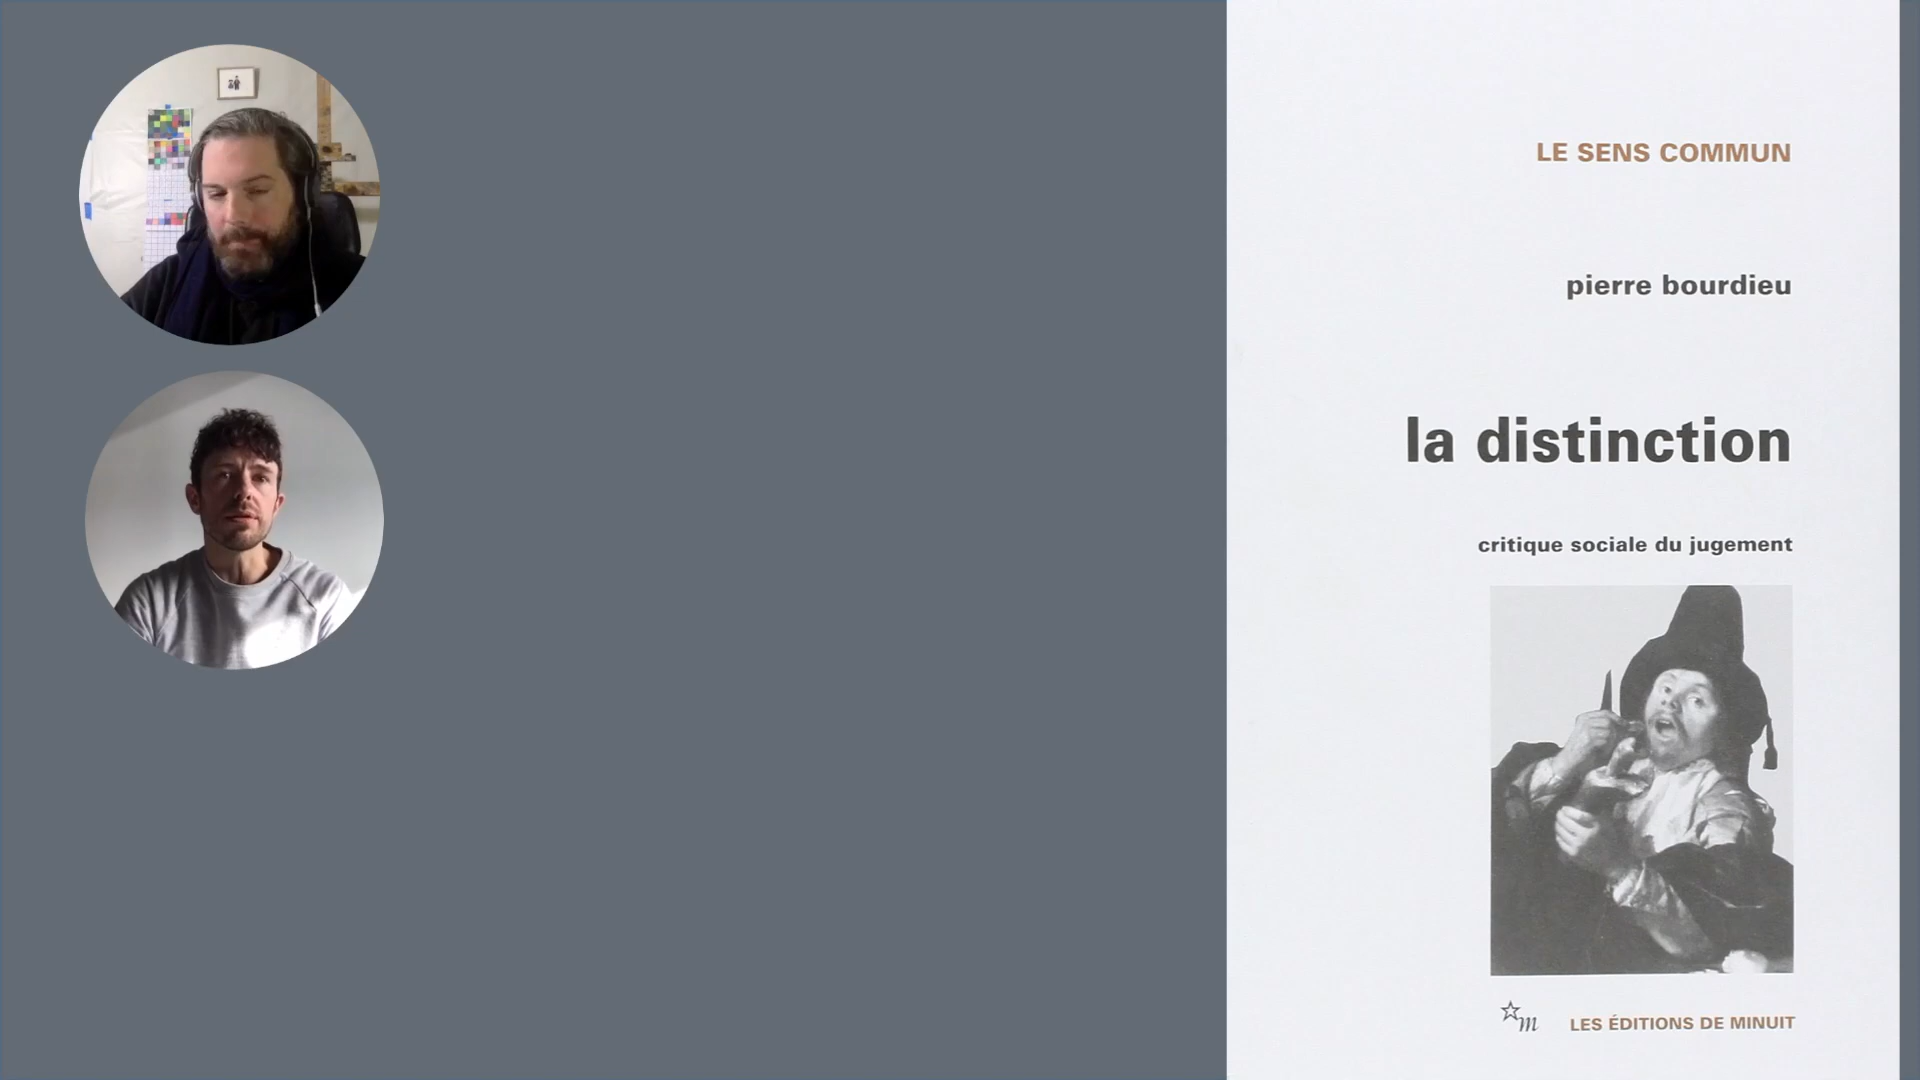 LE SENS COMMUN
pierre bourdieu
la distinction
critique sociale du jugement
m
LES ÉDITIONS DE MINUIT